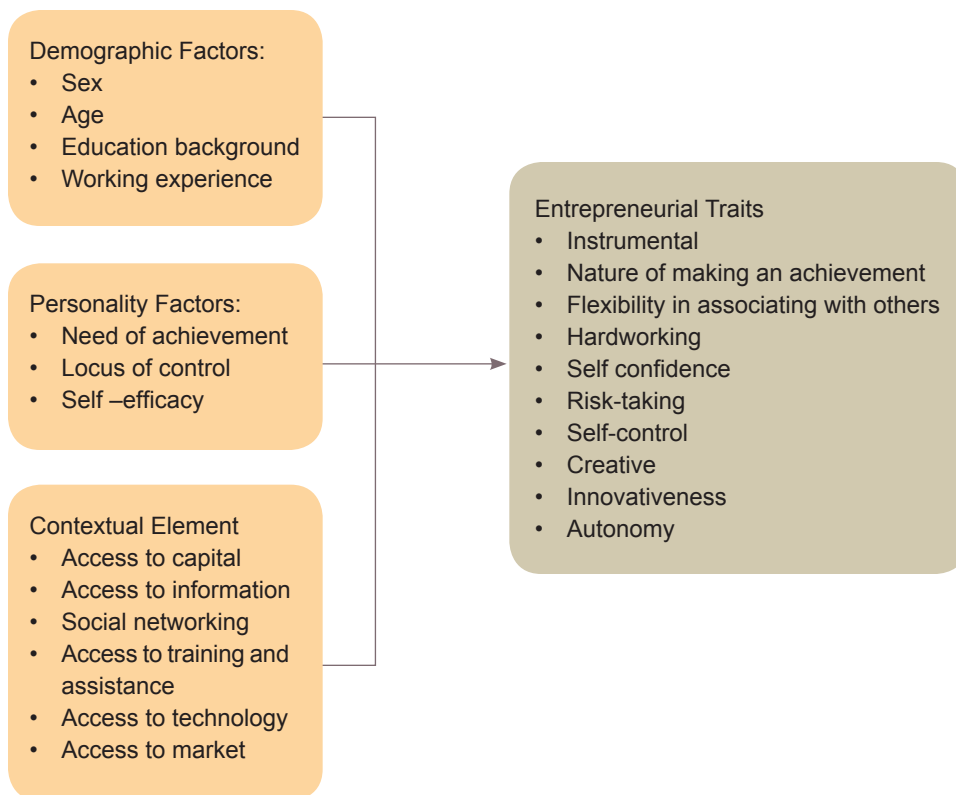 Demographic Factors:
• Sex
• Age
• Education background
• Working experience
Personality Factors:
• Need of achievement
• Locus of control
• Self –efficacy
Contextual Element
• Access to capital
• Access to information
• Social networking
• Access to training and
assistance
• Access to technology
• Access to market
Entrepreneurial Traits
• Instrumental
• Nature of making an achievement
• Flexibility in associating with others
• Hardworking
• Self confidence
• Risk-taking
• Self-control
• Creative
• Innovativeness
• Autonomy